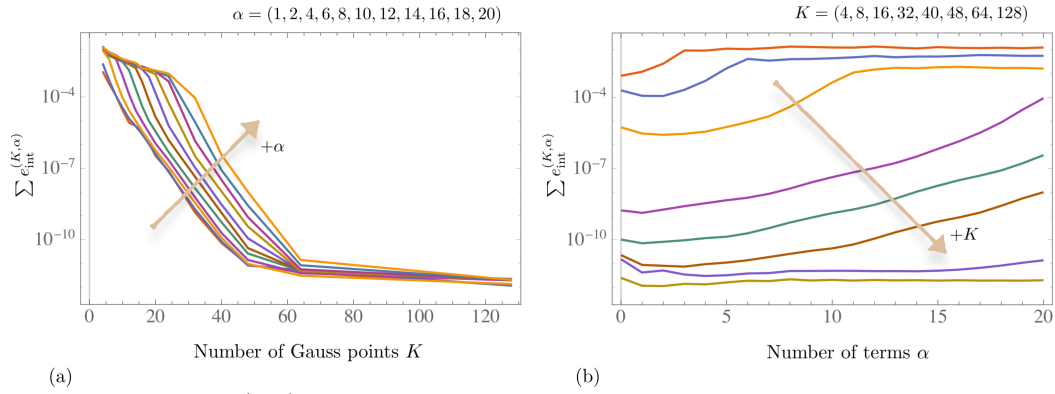 α = (1, 2, 4, 6, 8, 10, 12, 14, 16, 18, 20)
10⁻⁴
10⁻⁷
10⁻¹⁰
∑ e_int^(K,α)
+α
0 20 40 60 80 100 120
Number of Gauss points K
(a)
K = (4, 8, 16, 32, 40, 48, 64, 128)
10⁻⁴
10⁻⁷
10⁻¹⁰
∑ e_int^(K,α)
+K
0 5 10 15 20
Number of terms α
(b)